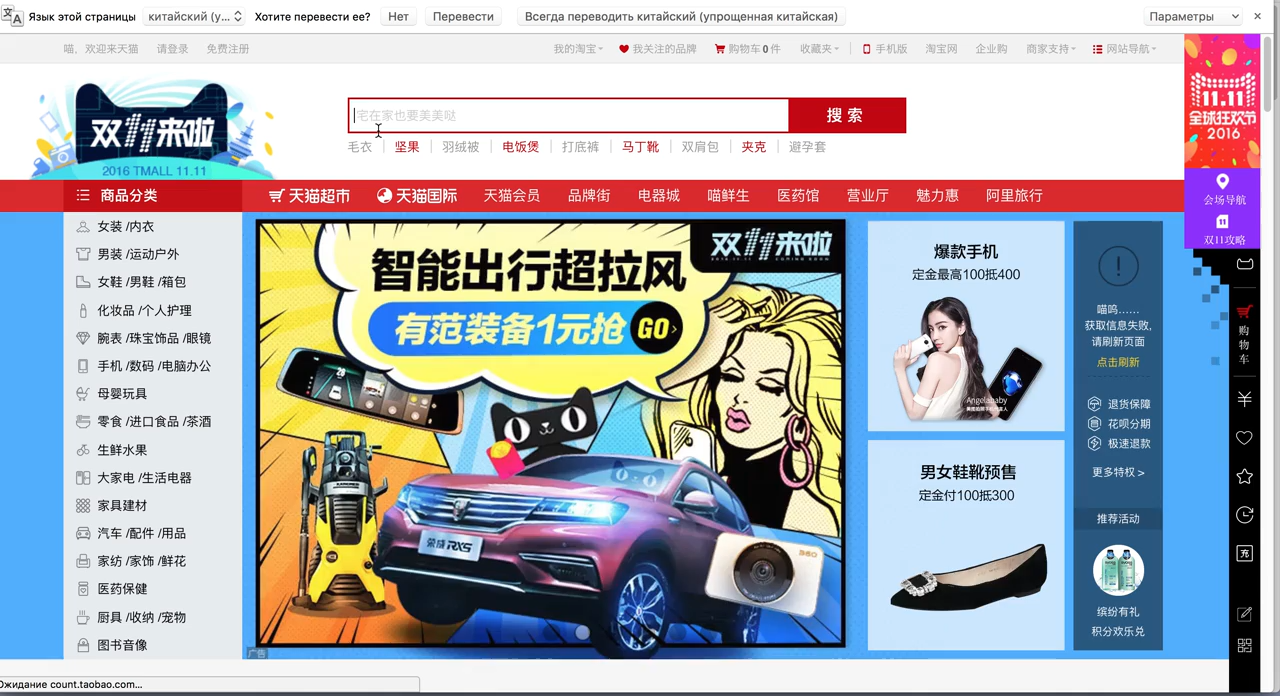 Язык этой страницы
китайский (у...
Хотите перевести ее?
Нет
Перевести
Всегда переводить китайский (упрощенная китайская)
Параметры
喵，欢迎来天猫
请登录
免费注册
我的淘宝
我关注的品牌
购物车0件
收藏夹
手机版
淘宝网
企业购
商家支持
网站导航
双11来啦
2016 TMALL 11.11
宅在家也要美美哒
搜 索
毛衣
坚果
羽绒被
电饭煲
打底裤
马丁靴
双肩包
夹克
避孕套
11.11
全球狂欢节
2016
会场导航
11
双11攻略
商品分类
天猫超市
天猫国际
天猫会员
品牌街
电器城
喵鲜生
医药馆
营业厅
魅力惠
阿里旅行
女装 /内衣
男装 /运动户外
女鞋 /男鞋 /箱包
化妆品 /个人护理
腕表 /珠宝饰品 /眼镜
手机 /数码 /电脑办公
母婴玩具
零食 /进口食品 /茶酒
生鲜水果
大家电 /生活电器
家具建材
汽车 /配件 /用品
家纺 /家饰 /鲜花
医药保健
厨具 /收纳 /宠物
图书音像
双11来啦
智能出行超拉风
有范装备1元抢
GO
荣威RX5
广告
爆款手机
定金最高100抵400
Angelababy
男女鞋靴预售
定金付100抵300
喵呜……
获取信息失败,
请刷新页面
点击刷新
退货保障
花呗分期
极速退款
更多特权 >
推荐活动
缤纷有礼
积分欢乐兑
购物车
充
Ожидание count.taobao.com...